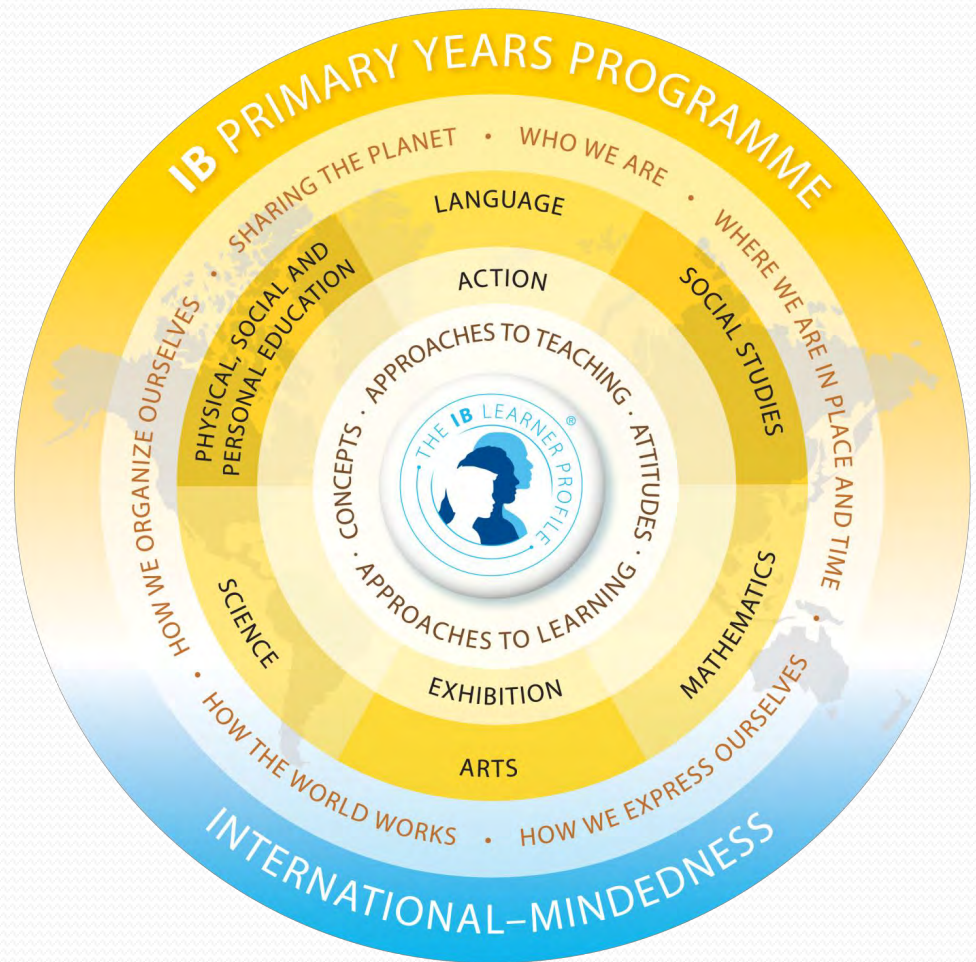 IB PRIMARY YEARS PROGRAMME
SHARING THE PLANET • WHO WE ARE • WHERE WE ARE IN PLACE AND TIME • HOW WE EXPRESS OURSELVES • HOW THE WORLD WORKS • HOW WE ORGANIZE OURSELVES •
LANGUAGE
SOCIAL STUDIES
MATHEMATICS
ARTS
SCIENCE
PHYSICAL, SOCIAL AND
PERSONAL EDUCATION
ACTION
EXHIBITION
APPROACHES TO TEACHING · ATTITUDES · APPROACHES TO LEARNING · CONCEPTS ·
• THE IB LEARNER PROFILE • ®
INTERNATIONAL–MINDEDNESS